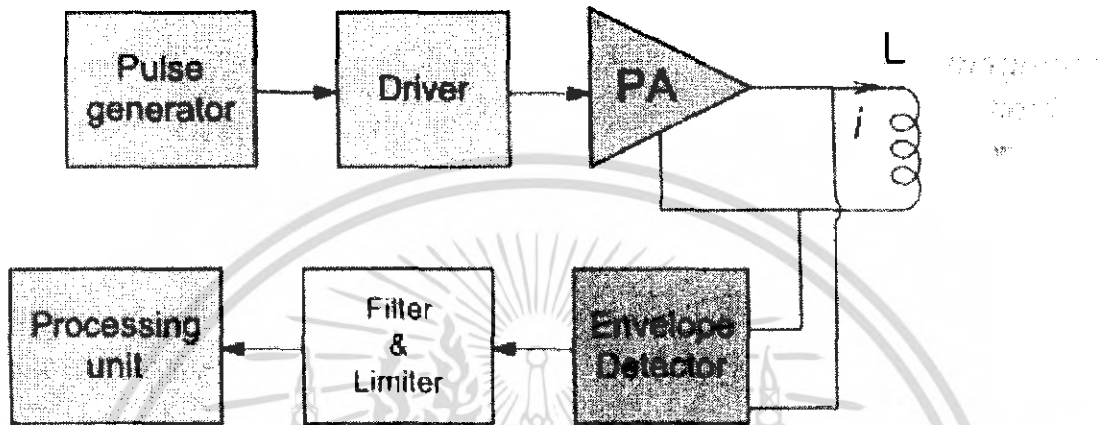 Pulse
generator
Driver
PA
L
i
Processing
unit
Filter
&
Limiter
Envelope
Detector